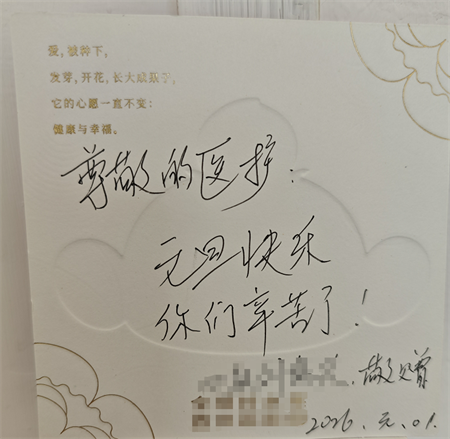 爱，被种下，
发芽，开花，长大成果子，
它的心愿一直不变：
健康与幸福。
尊敬的医护：
元旦快乐
你们辛苦了！
敬赠
2026.元.01.